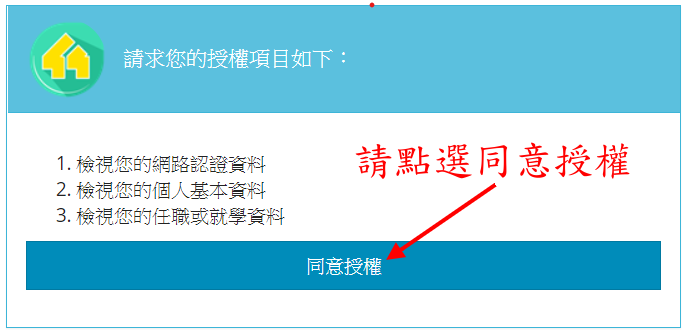 請求您的授權項目如下：
請點選同意授權
1. 檢視您的網路認證資料
2. 檢視您的個人基本資料
3. 檢視您的任職或就學資料
同意授權